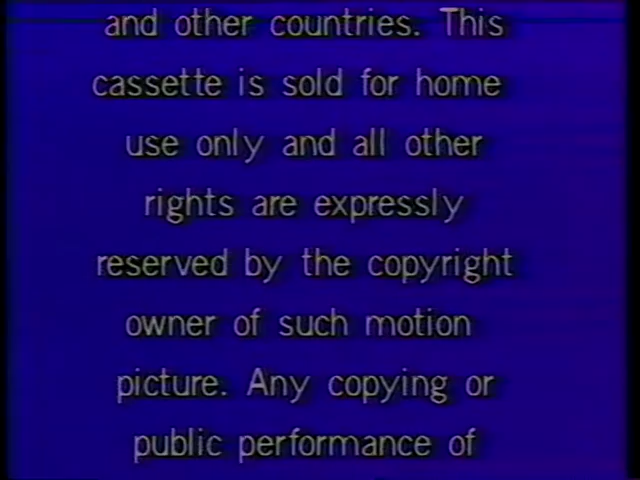 and other countries. This
cassette is sold for home
use only and all other
rights are expressly
reserved by the copyright
owner of such motion
picture. Any copying or
public performance of